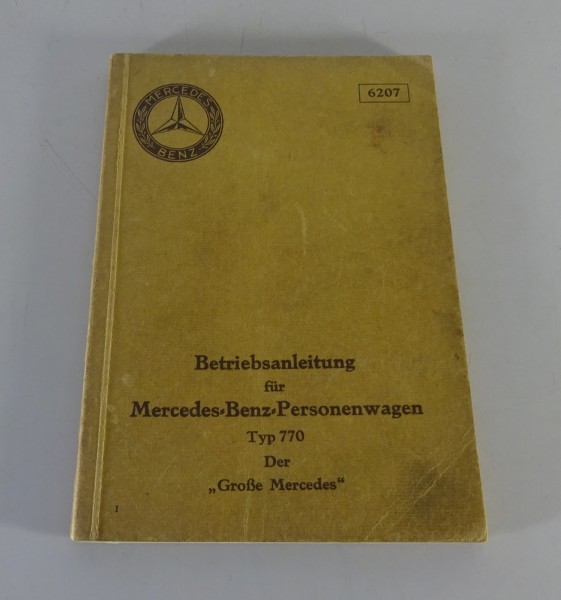 MERCEDES
BENZ
6207
Betriebsanleitung
für
Mercedes-Benz-Personenwagen
Typ 770
Der
„Große Mercedes“
I